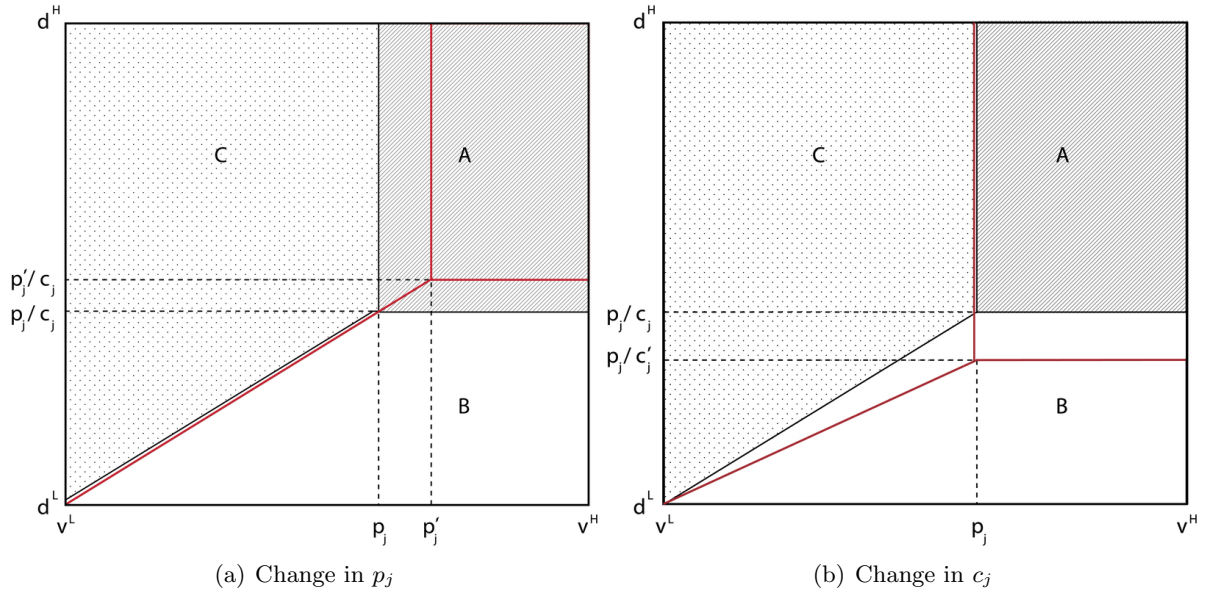 d^H
C
A
p'_j / c_j
p_j / c_j
B
d^L
v^L
p_j
p'_j
v^H
(a) Change in p_j
d^H
C
A
p_j / c_j
p_j / c'_j
B
d^L
v^L
p_j
v^H
(b) Change in c_j